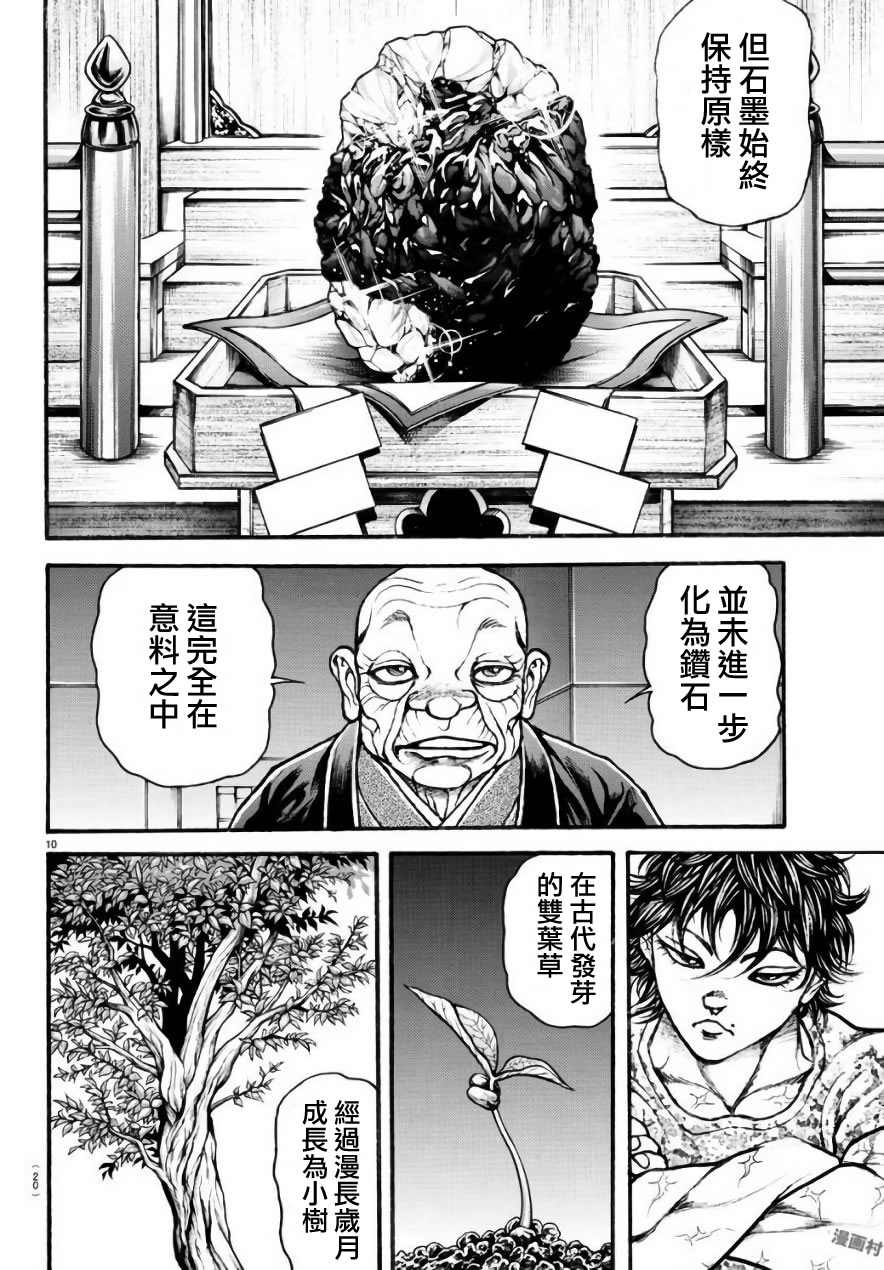 但石墨始終
保持原樣
並未進一步
化為鑽石
這完全在
意料之中
10
在古代發芽
的雙葉草
經過漫長歲月
成長為小樹
(20)
漫画村